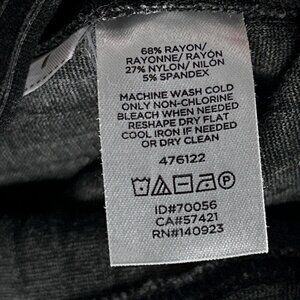 68% RAYON/
RAYONNE/ RAYÓN
27% NYLON/ NILÓN
5% SPANDEX
MACHINE WASH COLD
ONLY NON-CHLORINE
BLEACH WHEN NEEDED
RESHAPE DRY FLAT
COOL IRON IF NEEDED
OR DRY CLEAN
476122
P
ID#70056
CA#57421
RN#140923